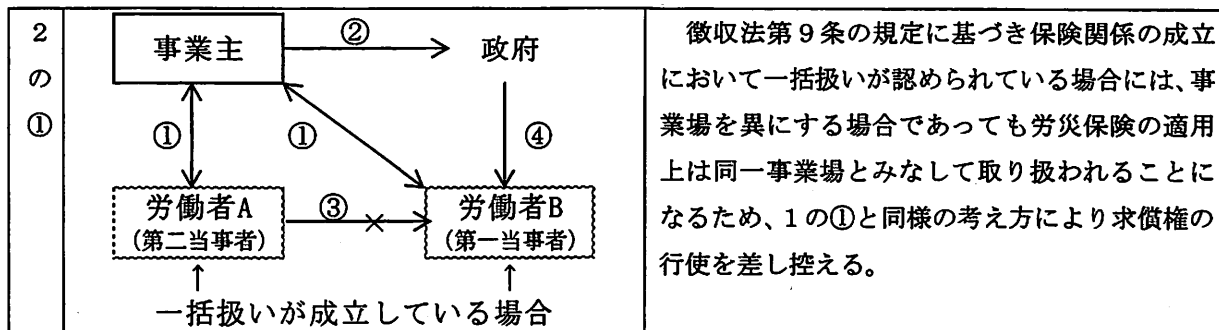 2の①
事業主
②
政府
①
①
④
労働者A
(第二当事者)
③
労働者B
(第一当事者)
一括扱いが成立している場合
徴収法第9条の規定に基づき保険関係の成立
において一括扱いが認められている場合には、事
業場を異にする場合であっても労災保険の適用
上は同一事業場とみなして取り扱われることに
なるため、1の①と同様の考え方により求償権の
行使を差し控える。